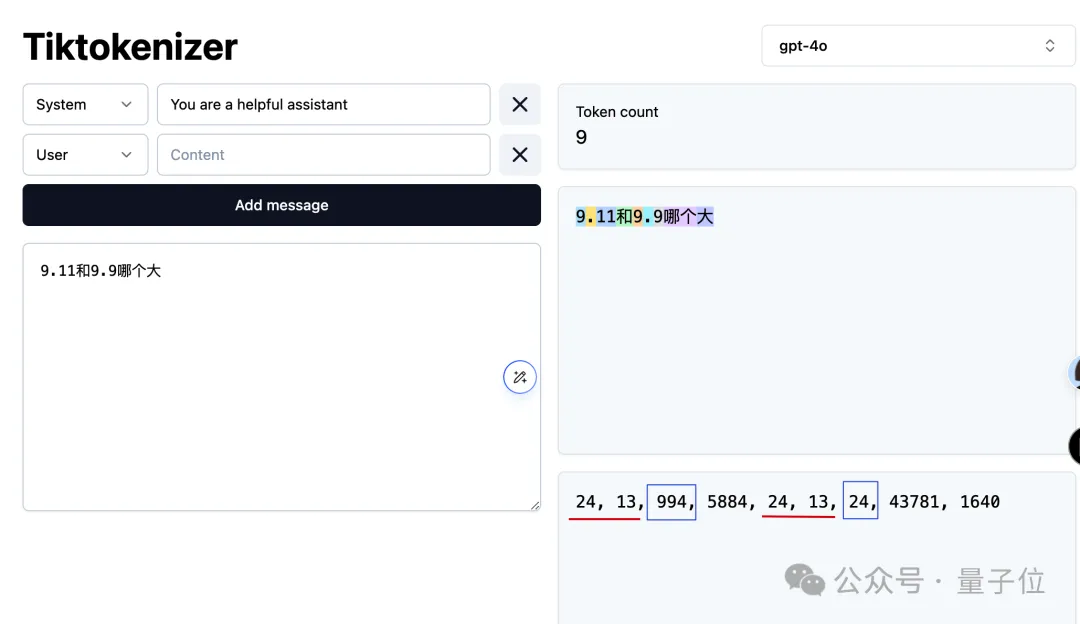 Tiktokenizer
gpt-4o
System
You are a helpful assistant
User
Content
Add message
9.11和9.9哪个大
Token count
9
9.11和9.9哪个大
24, 13, 994, 5884, 24, 13, 24, 43781, 1640
公众号 · 量子位